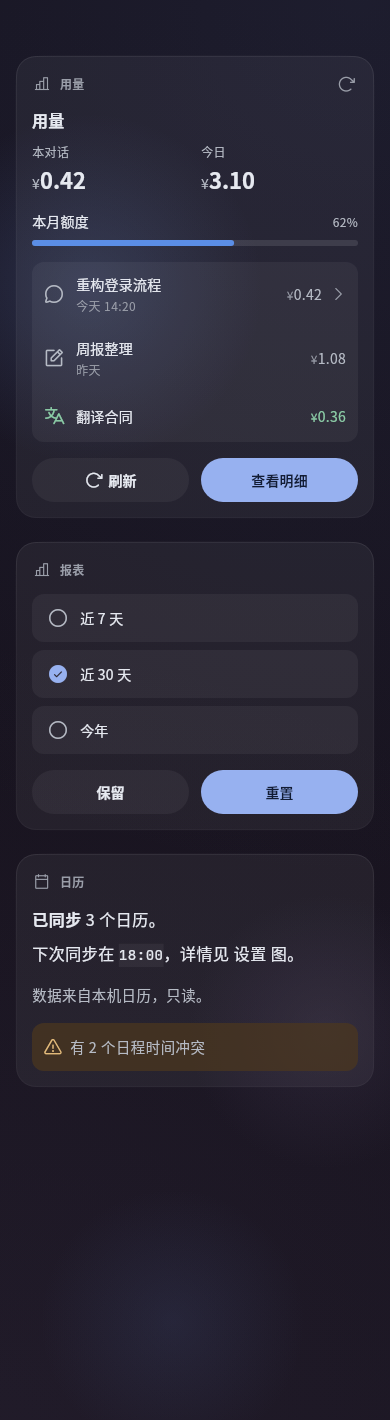 用量
用量
本对话
今日
¥0.42
¥3.10
本月额度 62%
重构登录流程
今天 14:20
¥0.42
周报整理
昨天
¥1.08
翻译合同
¥0.36
刷新
查看明细
报表
近 7 天
近 30 天
今年
保留
重置
日历
已同步 3 个日历。
下次同步在 18:00，详情见 设置 图。
数据来自本机日历，只读。
有 2 个日程时间冲突